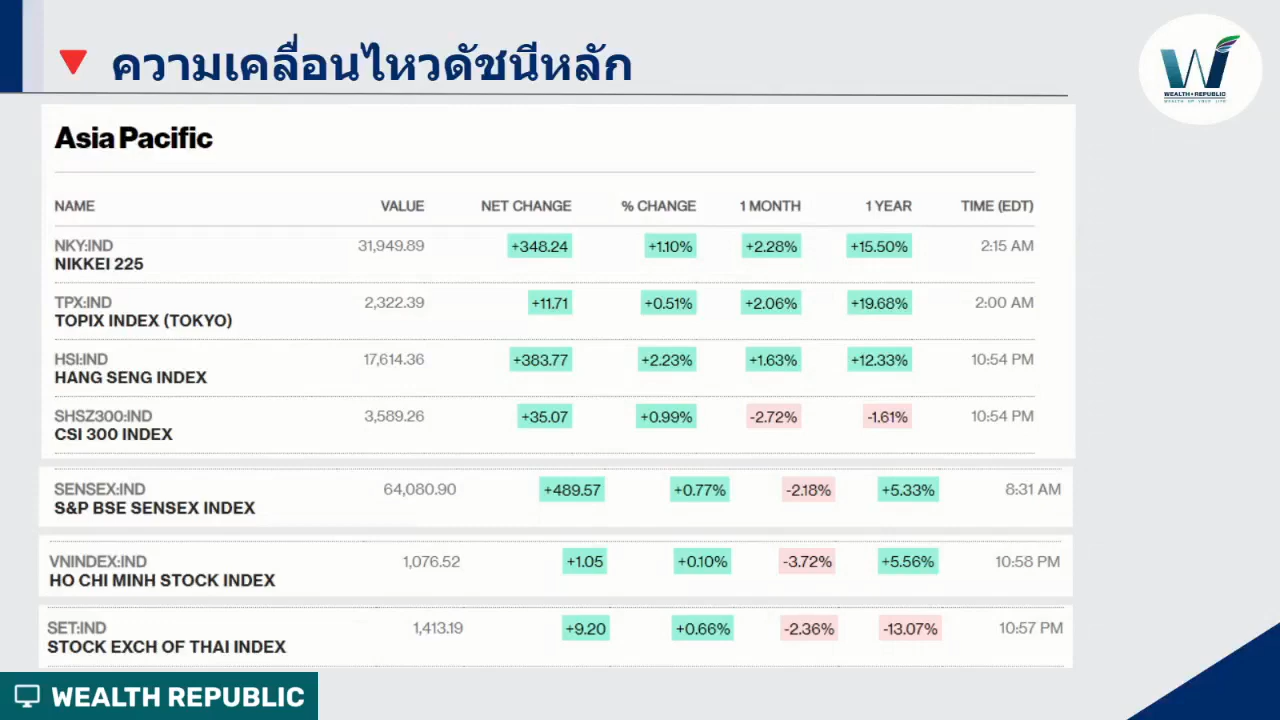 ความเคลื่อนไหวดัชนีหลัก
WEALTH•REPUBLIC
Asia Pacific
NAME VALUE NET CHANGE % CHANGE 1 MONTH 1 YEAR TIME (EDT)
NKY:IND 31,949.89 +348.24 +1.10% +2.28% +15.50% 2:15 AM
NIKKEI 225
TPX:IND 2,322.39 +11.71 +0.51% +2.06% +19.68% 2:00 AM
TOPIX INDEX (TOKYO)
HSI:IND 17,614.36 +383.77 +2.23% +1.63% +12.33% 10:54 PM
HANG SENG INDEX
SHSZ300:IND 3,589.26 +35.07 +0.99% -2.72% -1.61% 10:54 PM
CSI 300 INDEX
SENSEX:IND 64,080.90 +489.57 +0.77% -2.18% +5.33% 8:31 AM
S&P BSE SENSEX INDEX
VNINDEX:IND 1,076.52 +1.05 +0.10% -3.72% +5.56% 10:58 PM
HO CHI MINH STOCK INDEX
SET:IND 1,413.19 +9.20 +0.66% -2.36% -13.07% 10:57 PM
STOCK EXCH OF THAI INDEX
WEALTH REPUBLIC